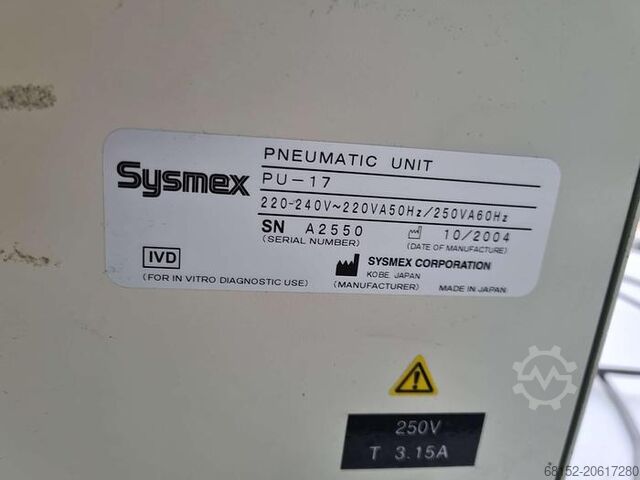 Sysmex
PNEUMATIC UNIT
PU-17
220-240V~220VA50Hz/250VA60Hz
SN A2550
(SERIAL NUMBER)
10/2004
(DATE OF MANUFACTURE)
IVD
(FOR IN VITRO DIAGNOSTIC USE)
SYSMEX CORPORATION
KOBE JAPAN
(MANUFACTURER)
MADE IN JAPAN
250V
T 3.15A
68152-20617280